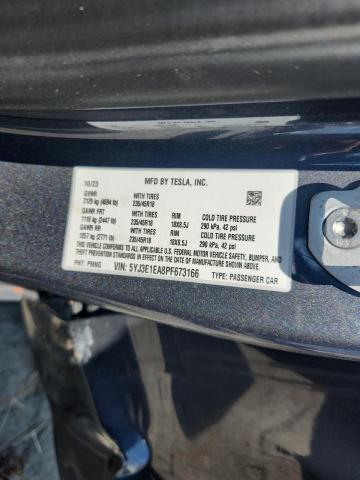 10/23 MFD BY TESLA, INC.
GVWR WITH TIRES
2129 kg (4694 lb) 235/45R18
GAWR FRT WITH TIRES RIM COLD TIRE PRESSURE
1110 kg (2447 lb) 235/45R18 18X8.5J 290 kPa, 42 psi
GAWR RR WITH TIRES RIM COLD TIRE PRESSURE
1257 kg (2771 lb) 235/45R18 18X8.5J 290 kPa, 42 psi
THIS VEHICLE CONFORMS TO ALL APPLICABLE U.S. FEDERAL MOTOR VEHICLE SAFETY, BUMPER, AND
THEFT PREVENTION STANDARDS IN EFFECT ON THE DATE OF MANUFACTURE SHOWN ABOVE.
PNT: PMNG VIN: 5YJ3E1EA8PF673166 TYPE: PASSENGER CAR